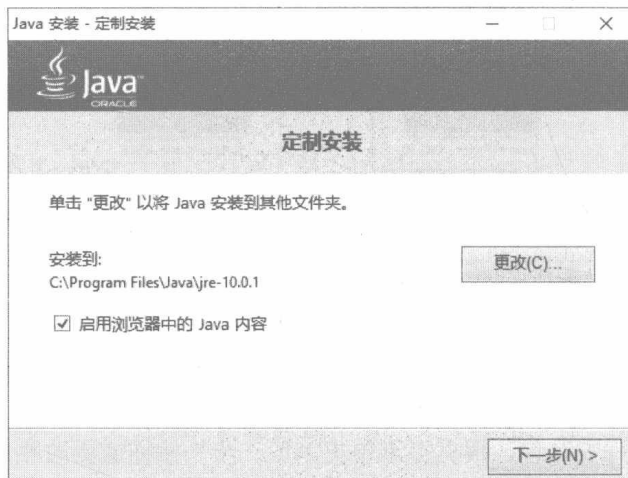 Java 安装 - 定制安装
Java
ORACLE
定制安装
单击 "更改" 以将 Java 安装到其他文件夹。
安装到:
更改(C)...
C:\Program Files\Java\jre-10.0.1
启用浏览器中的 Java 内容
下一步(N) >